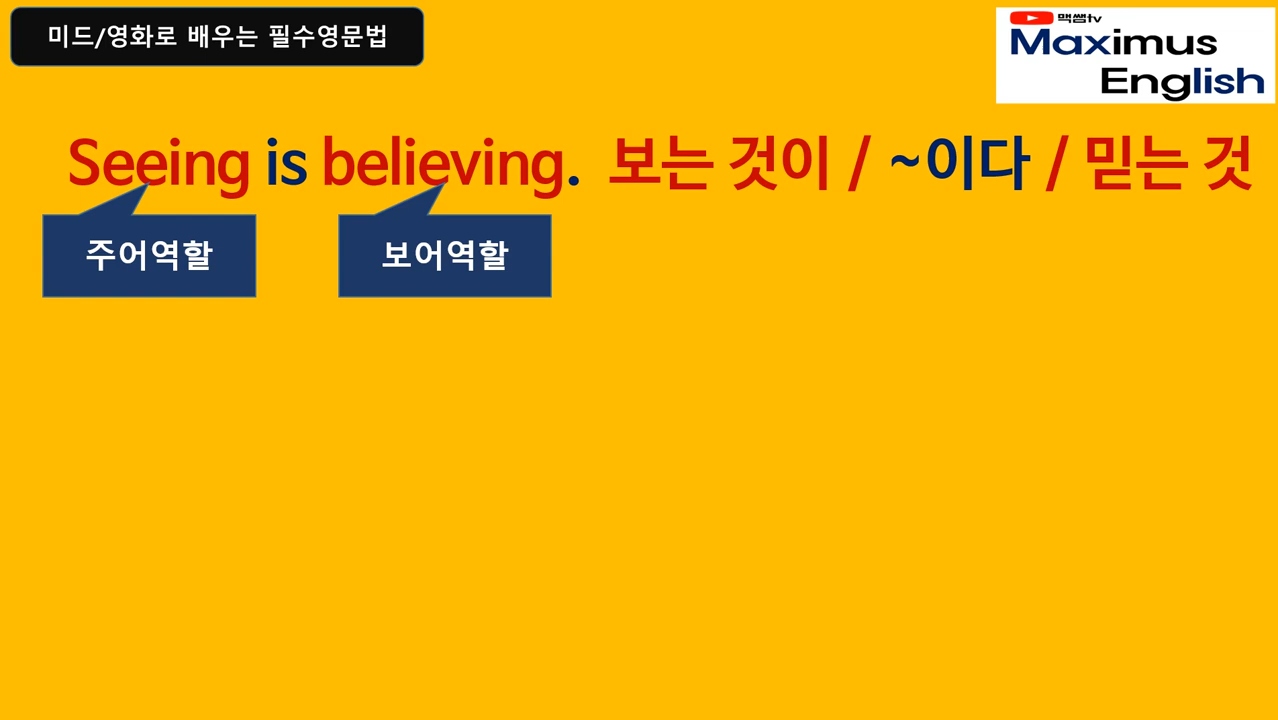 미드/영화로 배우는 필수영문법
맥쌤tv
Maximus
English
Seeing is believing. 보는 것이 / ~이다 / 믿는 것
주어역할
보어역할